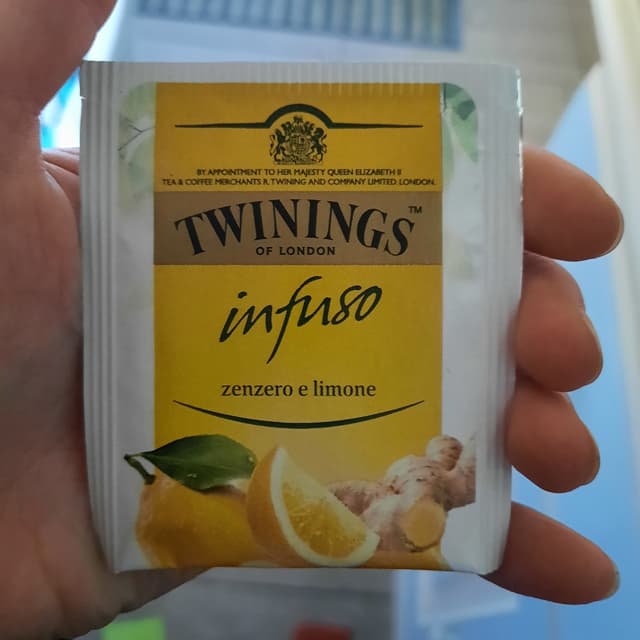 BY APPOINTMENT TO HER MAJESTY QUEEN ELIZABETH II
TEA & COFFEE MERCHANTS R. TWINING AND COMPANY LIMITED. LONDON.
TWININGS™
OF LONDON
infuso
zenzero e limone